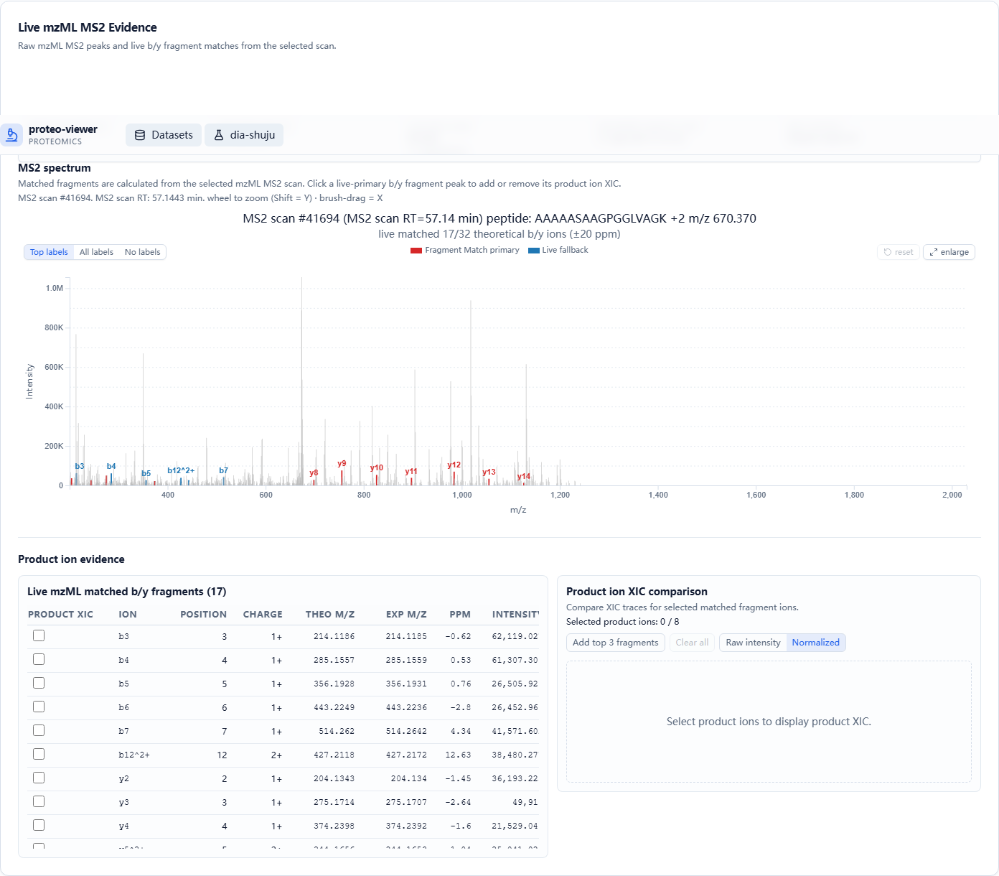 Live mzML MS2 Evidence
Raw mzML MS2 peaks and live b/y fragment matches from the selected scan.
proteo-viewer
PROTEOMICS
Datasets
dia-shuju
MS2 spectrum
Matched fragments are calculated from the selected mzML MS2 scan. Click a live-primary b/y fragment peak to add or remove its product ion XIC.
MS2 scan #41694. MS2 scan RT: 57.1443 min. wheel to zoom (Shift = Y) · brush-drag = X
MS2 scan #41694 (MS2 scan RT=57.14 min) peptide: AAAAASAAGPGGLVAGK +2 m/z 670.370
live matched 17/32 theoretical b/y ions (±20 ppm)
Top labels All labels No labels
Fragment Match primary Live fallback
reset enlarge
1.0M
800K
600K
400K
200K
0
Intensity
b3 b4 b5 b12^2+ b7 y8 y9 y10 y11 y12 y13 y14
400 600 800 1,000 1,200 1,400 1,600 1,800 2,000
m/z
Product ion evidence
Live mzML matched b/y fragments (17)
PRODUCT XIC ION POSITION CHARGE THEO M/Z EXP M/Z PPM INTENSITY
b3 3 1+ 214.1186 214.1185 −0.62 62,119.02
b4 4 1+ 285.1557 285.1559 0.53 61,307.30
b5 5 1+ 356.1928 356.1931 0.76 26,505.92
b6 6 1+ 443.2249 443.2236 −2.8 26,452.96
b7 7 1+ 514.262 514.2642 4.34 41,571.60
b12^2+ 12 2+ 427.2118 427.2172 12.63 38,480.27
y2 2 1+ 204.1343 204.134 −1.45 36,193.22
y3 3 1+ 275.1714 275.1707 −2.64 49,91
y4 4 1+ 374.2398 374.2392 −1.6 21,529.04
Product ion XIC comparison
Compare XIC traces for selected matched fragment ions.
Selected product ions: 0 / 8
Add top 3 fragments Clear all Raw intensity Normalized
Select product ions to display product XIC.